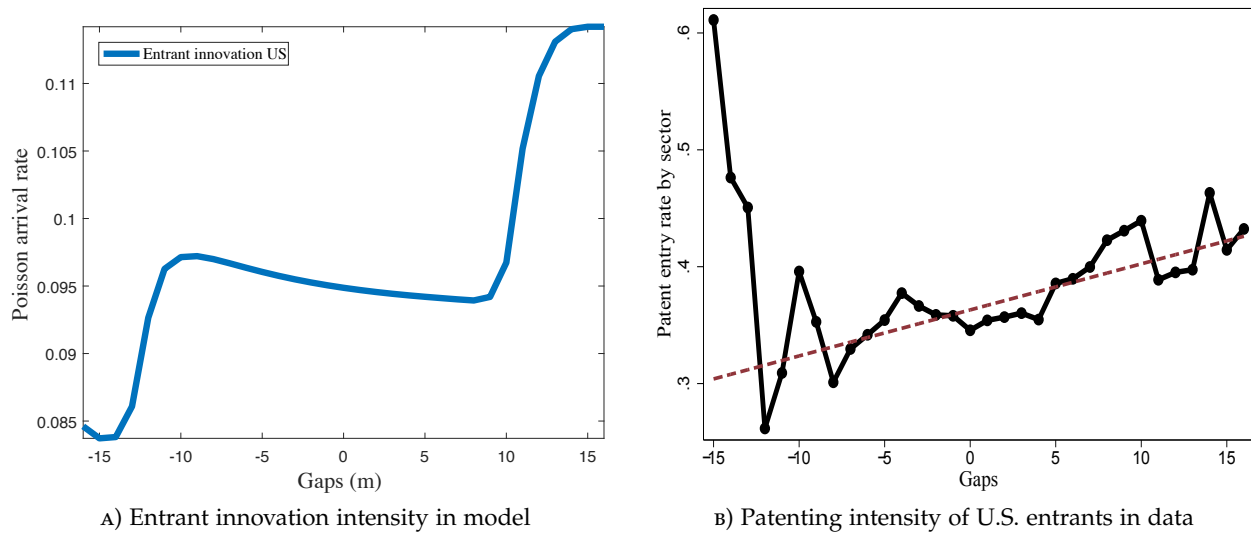 Entrant innovation US
0.11
0.105
0.1
0.095
0.09
0.085
Poisson arrival rate
-15 -10 -5 0 5 10 15
Gaps (m)
A) Entrant innovation intensity in model
.6
.5
.4
.3
Patent entry rate by sector
−15 −10 −5 0 5 10 15
Gaps
B) Patenting intensity of U.S. entrants in data